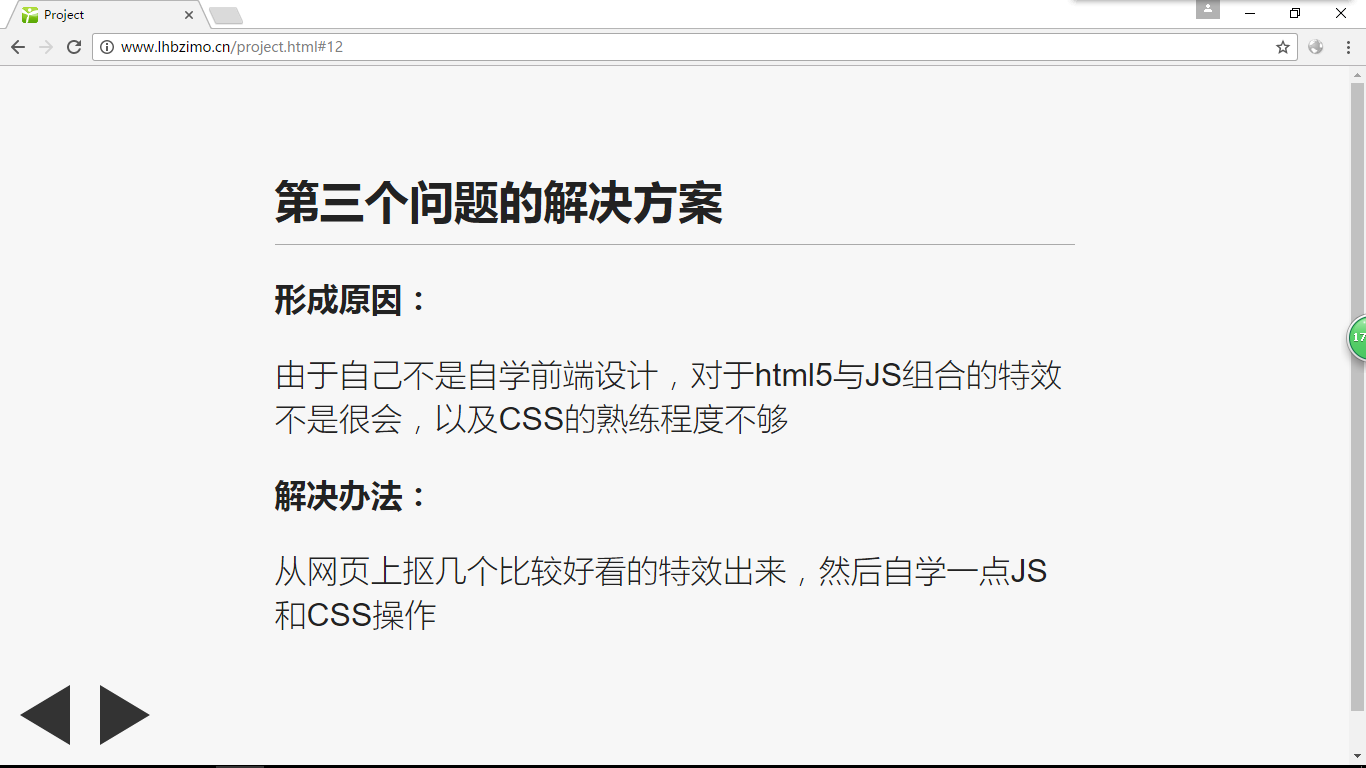 Project
www.lhbzimo.cn/project.html#12
第三个问题的解决方案
形成原因：
由于自己不是自学前端设计，对于html5与JS组合的特效
不是很会，以及CSS的熟练程度不够
17
解决办法：
从网页上抠几个比较好看的特效出来，然后自学一点JS
和CSS操作